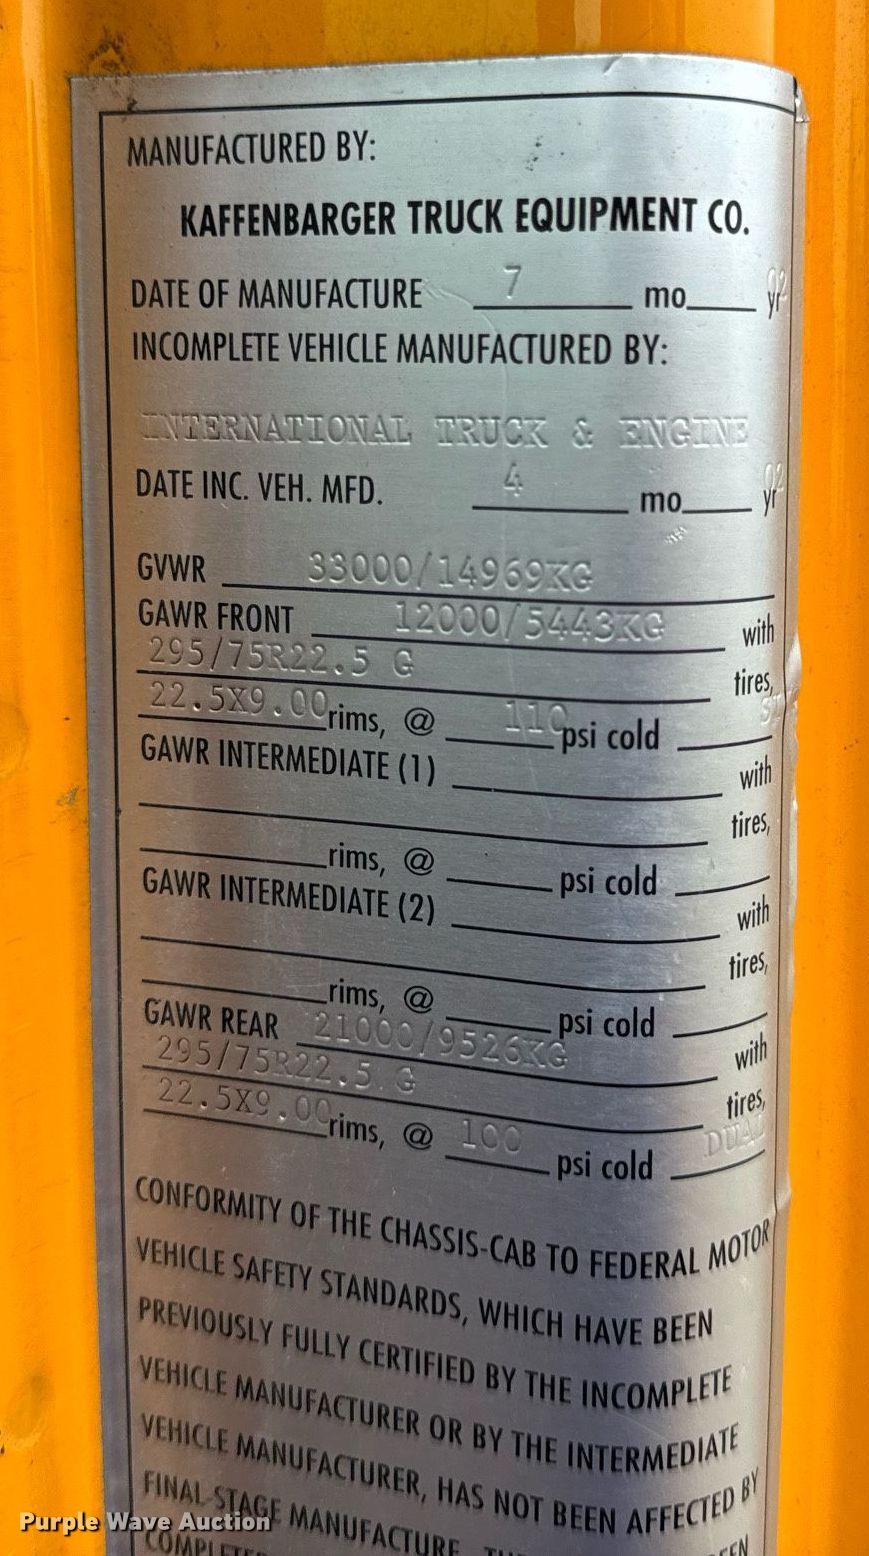 MANUFACTURED BY:
KAFFENBARGER TRUCK EQUIPMENT CO.
DATE OF MANUFACTURE 7 mo. 02 yr
INCOMPLETE VEHICLE MANUFACTURED BY:
INTERNATIONAL TRUCK & ENGINE
DATE INC. VEH. MFD. 4 mo. 02 yr
GVWR 33000/14969KG
GAWR FRONT 12000/5443KG with
295/75R22.5 G tires,
22.5X9.00 rims, @ 110 psi cold
GAWR INTERMEDIATE (1) with
tires,
rims, @ psi cold
GAWR INTERMEDIATE (2) with
tires,
rims, @ psi cold
GAWR REAR 21000/9526KG with
295/75R22.5 G tires,
22.5X9.00 rims, @ 100 psi cold DUAL
CONFORMITY OF THE CHASSIS-CAB TO FEDERAL MOTOR
VEHICLE SAFETY STANDARDS, WHICH HAVE BEEN
PREVIOUSLY FULLY CERTIFIED BY THE INCOMPLETE
VEHICLE MANUFACTURER OR BY THE INTERMEDIATE
VEHICLE MANUFACTURER, HAS NOT BEEN AFFECTED BY
FINAL-STAGE MANUFACTURE.
Purple Wave Auction